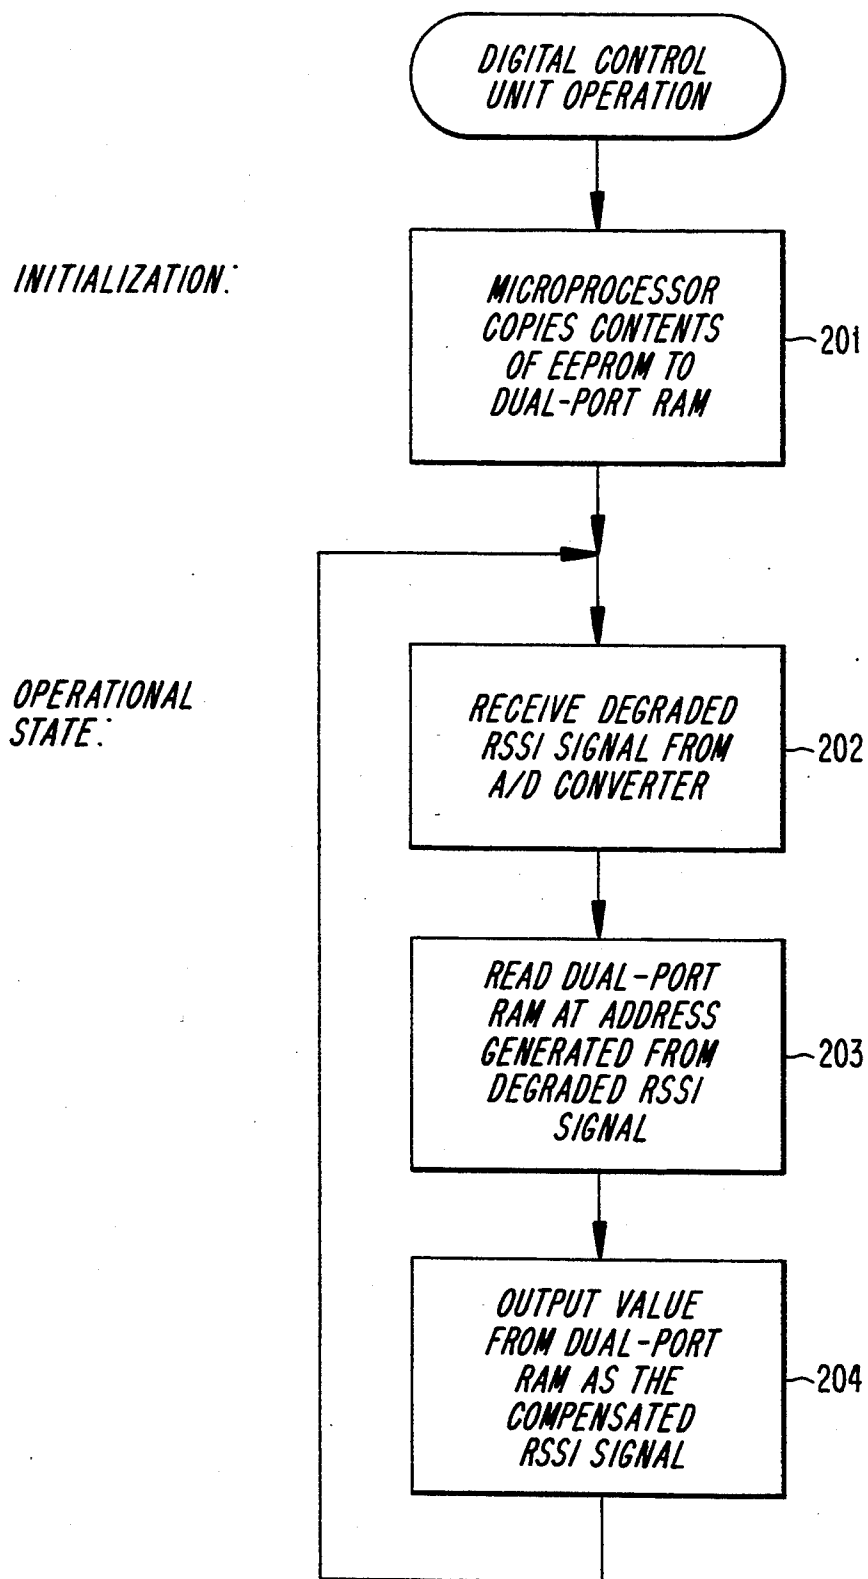 DIGITAL CONTROL
UNIT OPERATION
INITIALIZATION:
MICROPROCESSOR
COPIES CONTENTS
OF EEPROM TO
DUAL-PORT RAM
201
OPERATIONAL
STATE:
RECEIVE DEGRADED
RSSI SIGNAL FROM
A/D CONVERTER
202
READ DUAL-PORT
RAM AT ADDRESS
GENERATED FROM
DEGRADED RSSI
SIGNAL
203
OUTPUT VALUE
FROM DUAL-PORT
RAM AS THE
COMPENSATED
RSSI SIGNAL
204